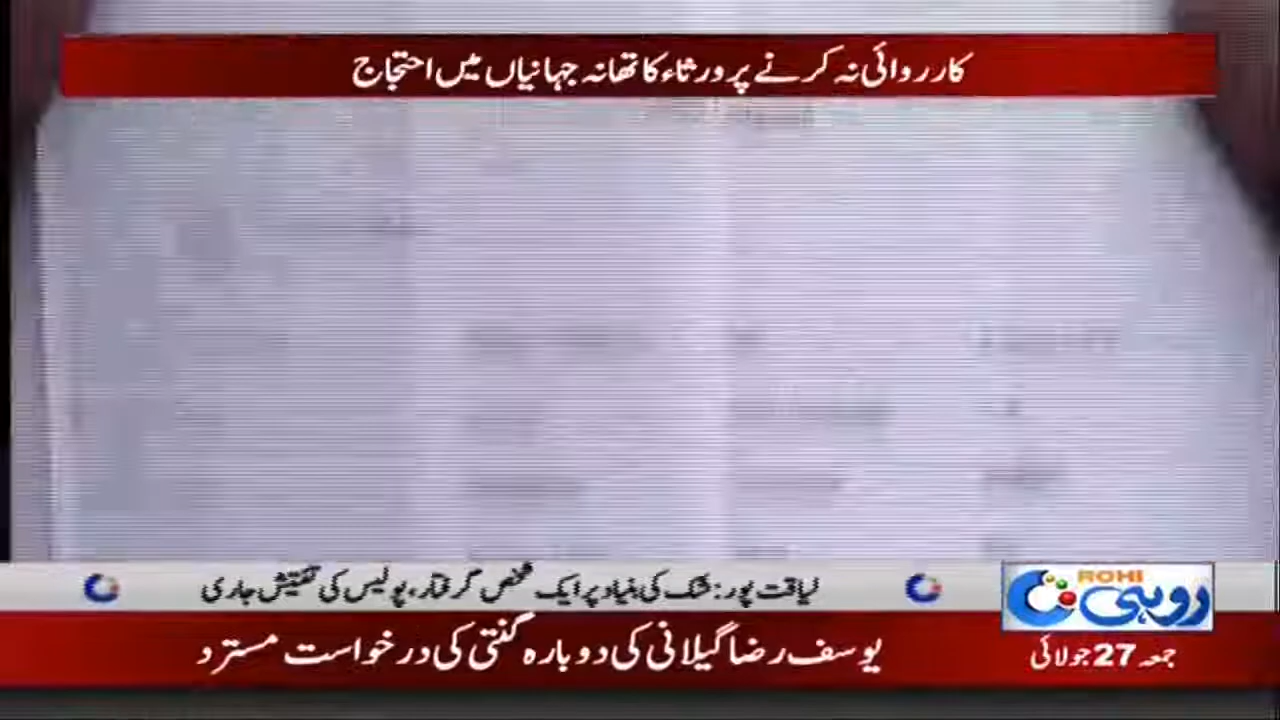 کارروائی نہ کرنے پر ورثاء کا تھانہ جہانیاں میں احتجاج
لیاقت پور: شک کی بنیاد پر ایک شخص گرفتار، پولیس کی تفتیش جاری
ROHI
روہی
یوسف رضا گیلانی کی دوبارہ گنتی کی درخواست مسترد
جمعہ 27 جولائی